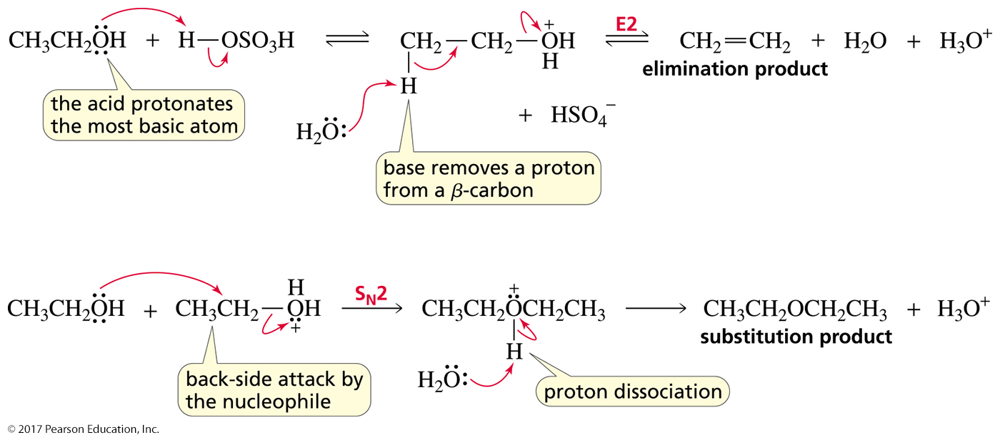 CH₃CH₂ÖH + H—OSO₃H ⇌ CH₂—CH₂—OH + H E2 ⇌ CH₂=CH₂ + H₂O + H₃O⁺
elimination product
the acid protonates
the most basic atom
H
H₂Ö:
+ HSO₄⁻
base removes a proton
from a β-carbon
CH₃CH₂ÖH + CH₃CH₂—ÖH + H SN2 → CH₃CH₂ÖCH₂CH₃ + H → CH₃CH₂OCH₂CH₃ + H₃O⁺
substitution product
H₂Ö:
back-side attack by
the nucleophile
proton dissociation
© 2017 Pearson Education, Inc.